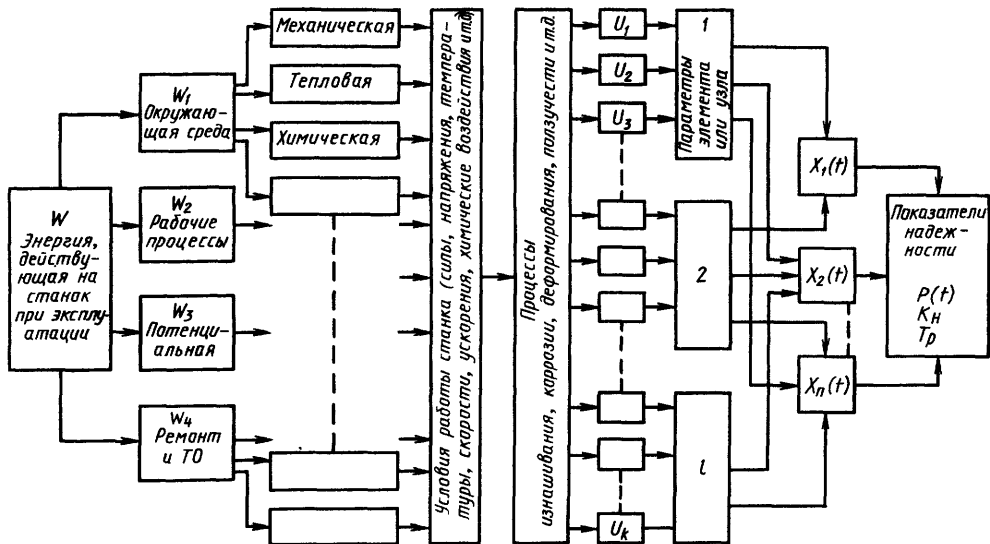 W
Энергия,
действу-
ющая на
станок
при эксплу-
атации
W₁
Окружаю-
щая среда
W₂
Рабочие
процессы
W₃
Потенци-
альная
W₄
Ремонт
и ТО
Механическая
Тепловая
Химическая
Условия работы станка (силы, напряжения, темпера-
туры, скорости, ускорения, химические воздействия итд)
Процессы
изнашивания, коррозии, деформирования, ползучести и т.д.
U₁
U₂
U₃
Uₖ
1
Параметры
элемента
или узла
2
l
X₁(t)
X₂(t)
Xₙ(t)
Показатели
надеж-
ности
P(t)
Kн
Tр